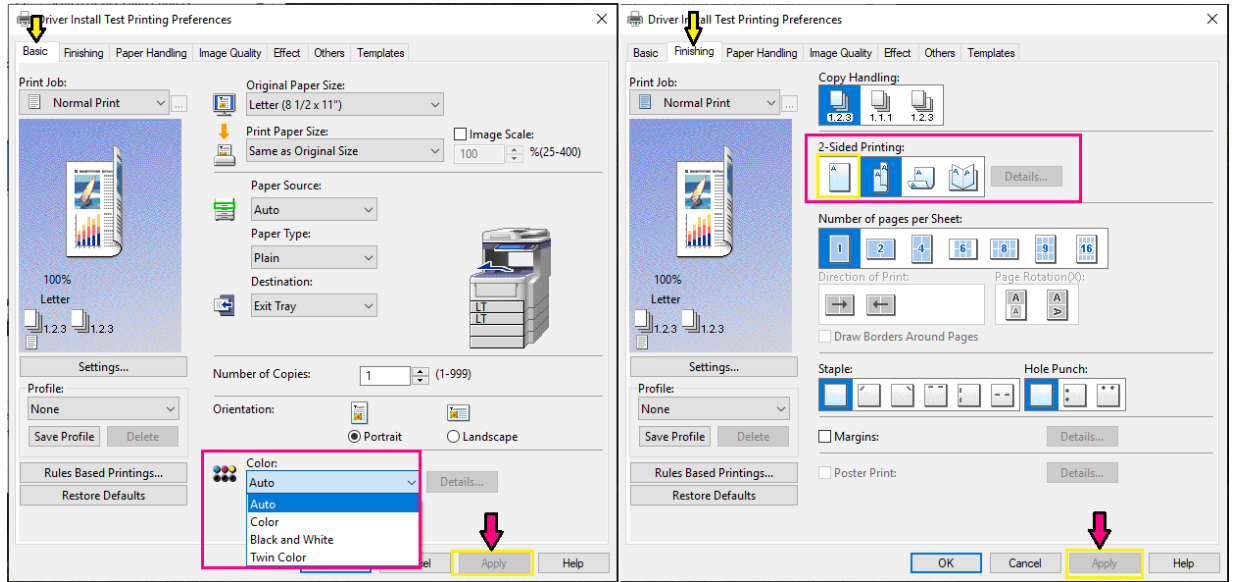 Driver Install Test Printing Preferences
Basic Finishing Paper Handling Image Quality Effect Others Templates
Print Job:
Normal Print
...
100%
Letter
1.2.3 1.2.3
Settings...
Profile:
None
Save Profile Delete
Rules Based Printings...
Restore Defaults
Original Paper Size:
Letter (8 1/2 x 11")
Print Paper Size:
Same as Original Size
Image Scale:
100 %(25-400)
Paper Source:
Auto
Paper Type:
Plain
Destination:
Exit Tray
LT
LT
Number of Copies: 1 (1-999)
Orientation:
Portrait Landscape
Color:
Auto
Details...
Auto
Color
Black and White
Twin Color
Apply Help
Driver Install Test Printing Preferences
Basic Finishing Paper Handling Image Quality Effect Others Templates
Print Job:
Normal Print
...
100%
Letter
1.2.3 1.2.3
Settings...
Profile:
None
Save Profile Delete
Rules Based Printings...
Restore Defaults
Copy Handling:
1.2.3 1.1.1 1.2.3
2-Sided Printing:
A A A A A
Details...
Number of pages per Sheet:
1 2 4 6 8 9 16
Direction of Print: Page Rotation(X):
A A
A A
Draw Borders Around Pages
Staple: Hole Punch:
Margins: Details...
Poster Print: Details...
OK Cancel Apply Help